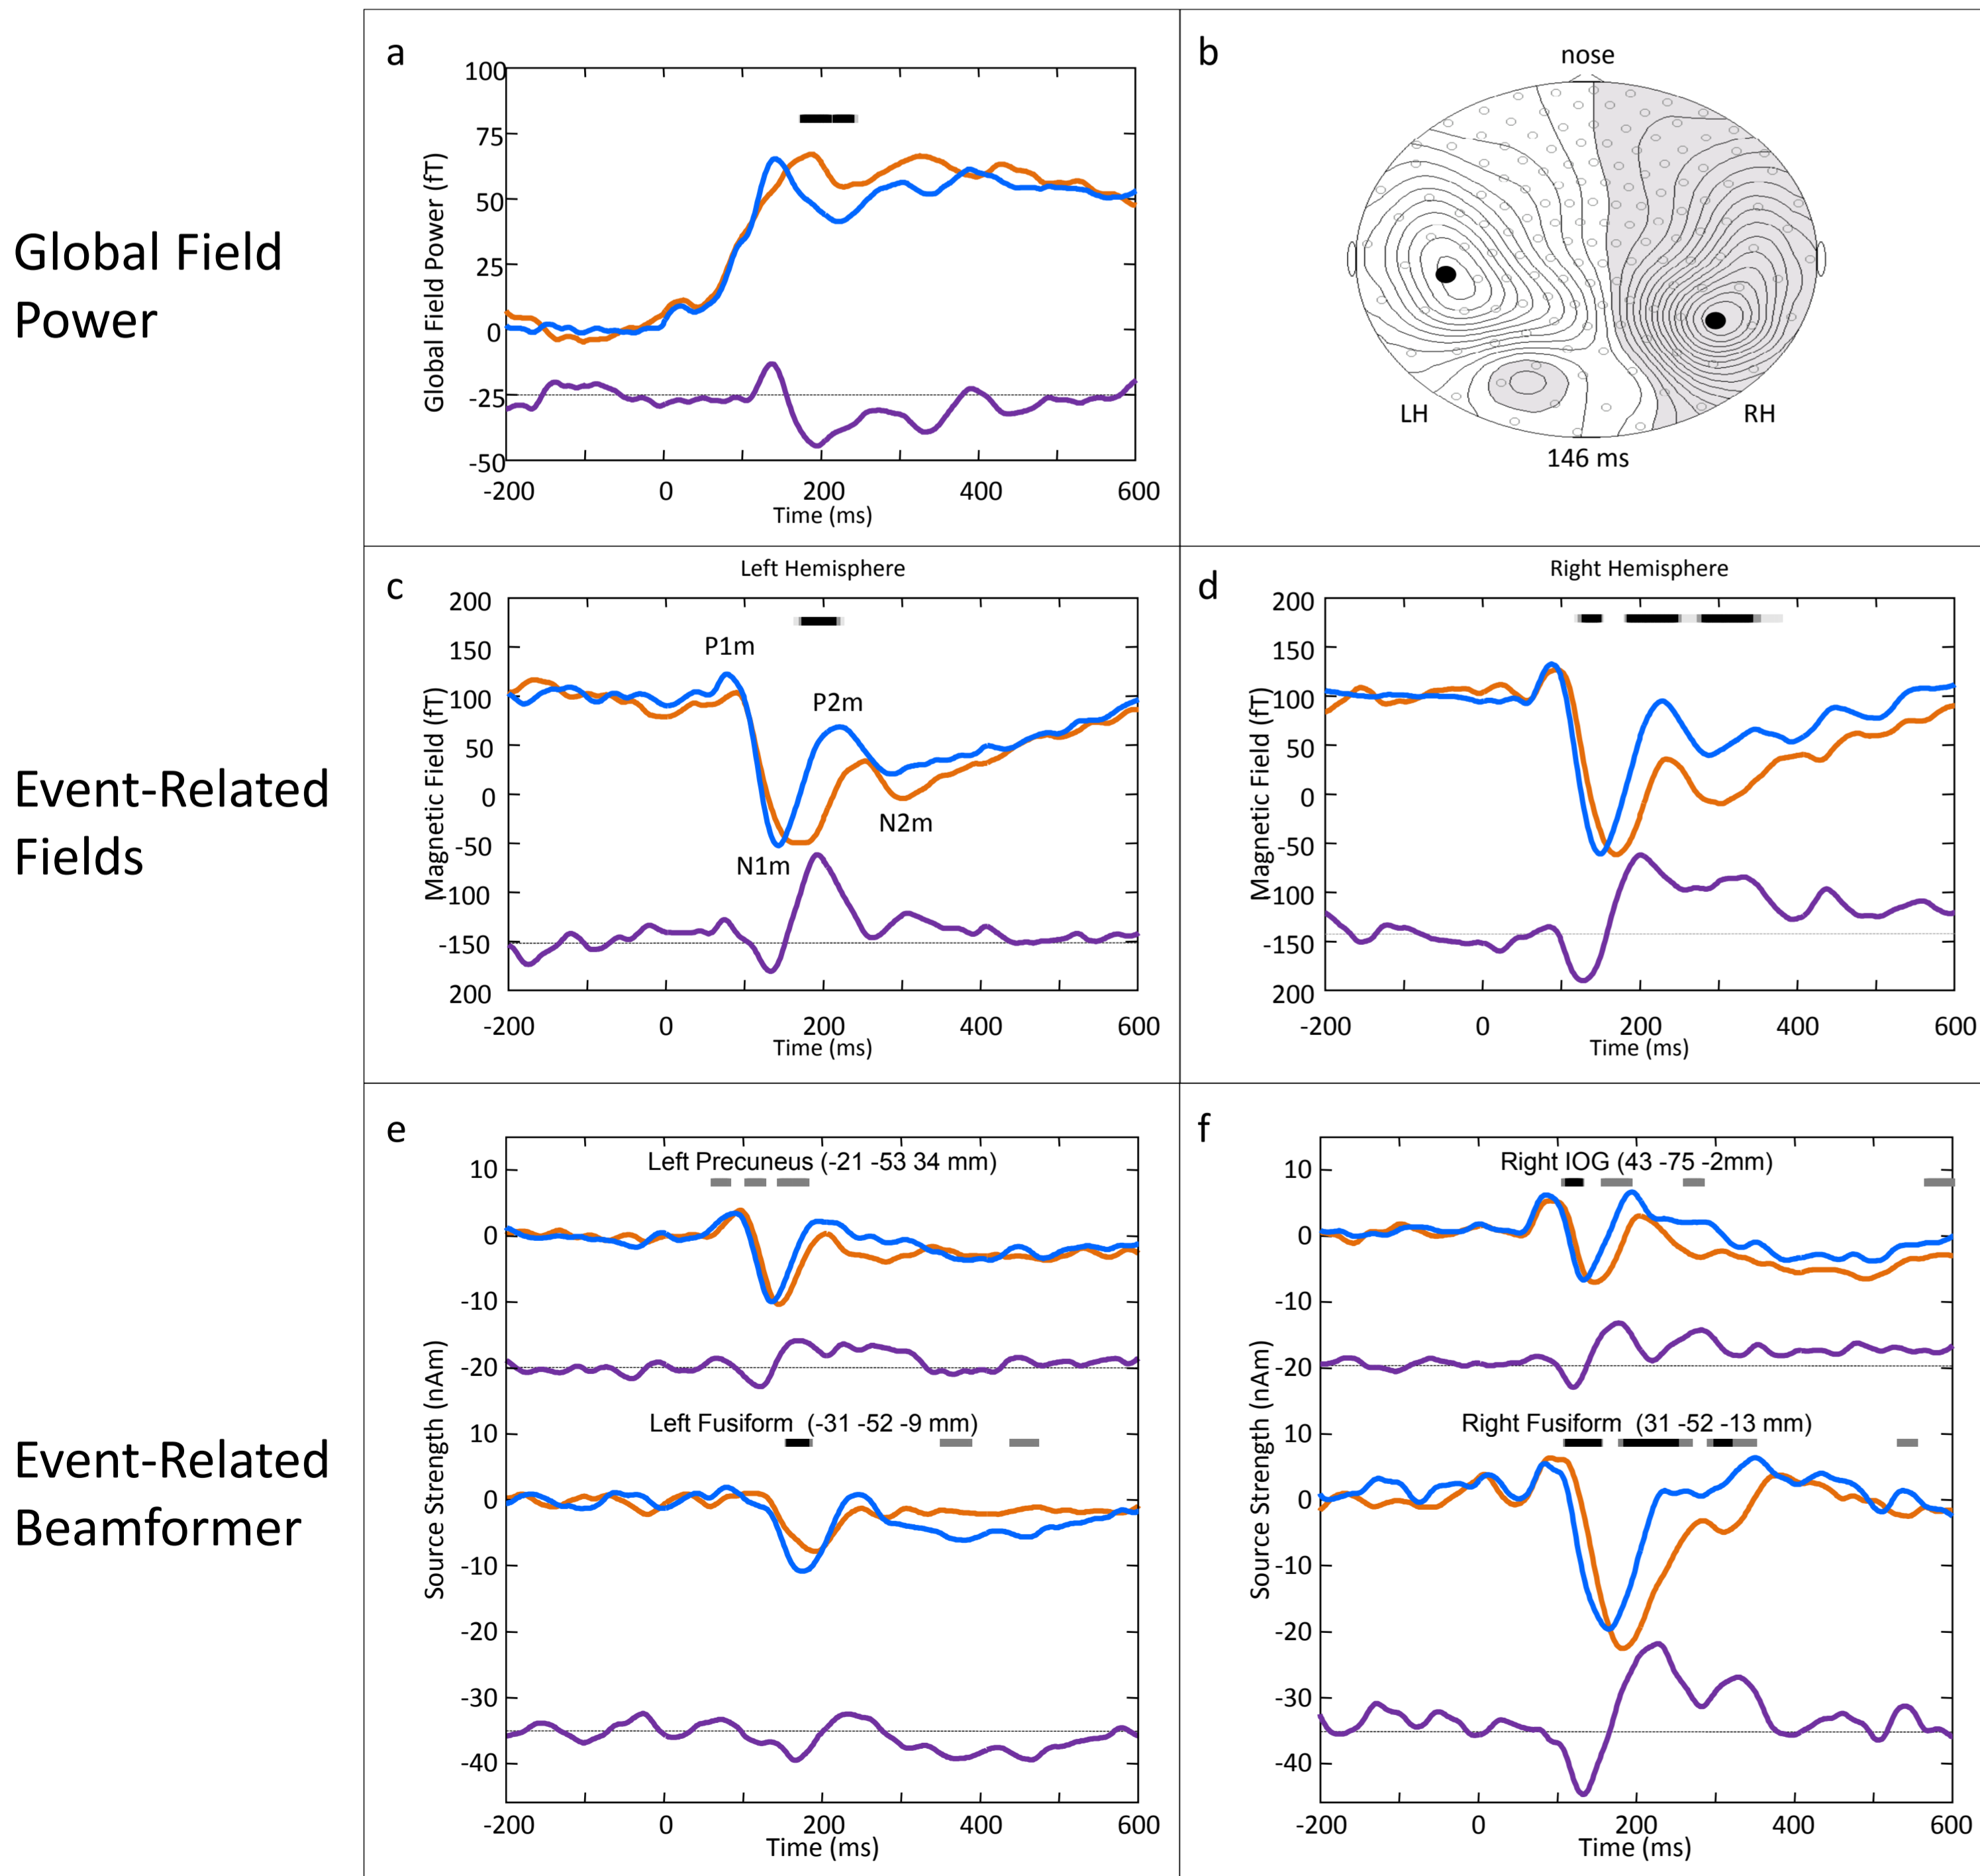 Global Field
Power
a
100
75
50
25
0
-25
-50
Global Field Power (fT)
-200 0 200 400 600
Time (ms)
b
nose
LH
RH
146 ms
Event-Related
Fields
c
Left Hemisphere
200
150
100
50
0
-50
-100
-150
200
Magnetic Field (fT)
P1m
P2m
N2m
N1m
-200 0 200 400 600
Time (ms)
d
Right Hemisphere
200
150
100
50
0
-50
-100
-150
200
Magnetic Field (fT)
-200 0 200 400 600
Time (ms)
Event-Related
Beamformer
e
Left Precuneus (-21 -53 34 mm)
10
0
-10
-20
Left Fusiform (-31 -52 -9 mm)
10
0
-10
-20
-30
-40
Source Strength (nAm)
-200 0 200 400 600
Time (ms)
f
Right IOG (43 -75 -2mm)
10
0
-10
-20
Right Fusiform (31 -52 -13 mm)
10
0
-10
-20
-30
-40
Source Strength (nAm)
-200 0 200 400 600
Time (ms)